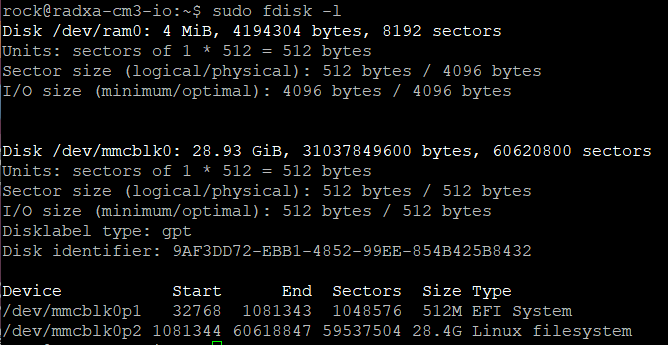 rock@radxa-cm3-io:~$ sudo fdisk -l
Disk /dev/ram0: 4 MiB, 4194304 bytes, 8192 sectors
Units: sectors of 1 * 512 = 512 bytes
Sector size (logical/physical): 512 bytes / 4096 bytes
I/O size (minimum/optimal): 4096 bytes / 4096 bytes
Disk /dev/mmcblk0: 28.93 GiB, 31037849600 bytes, 60620800 sectors
Units: sectors of 1 * 512 = 512 bytes
Sector size (logical/physical): 512 bytes / 512 bytes
I/O size (minimum/optimal): 512 bytes / 512 bytes
Disklabel type: gpt
Disk identifier: 9AF3DD72-EBB1-4852-99EE-854B425B8432
Device Start End Sectors Size Type
/dev/mmcblk0p1 32768 1081343 1048576 512M EFI System
/dev/mmcblk0p2 1081344 60618847 59537504 28.4G Linux filesystem